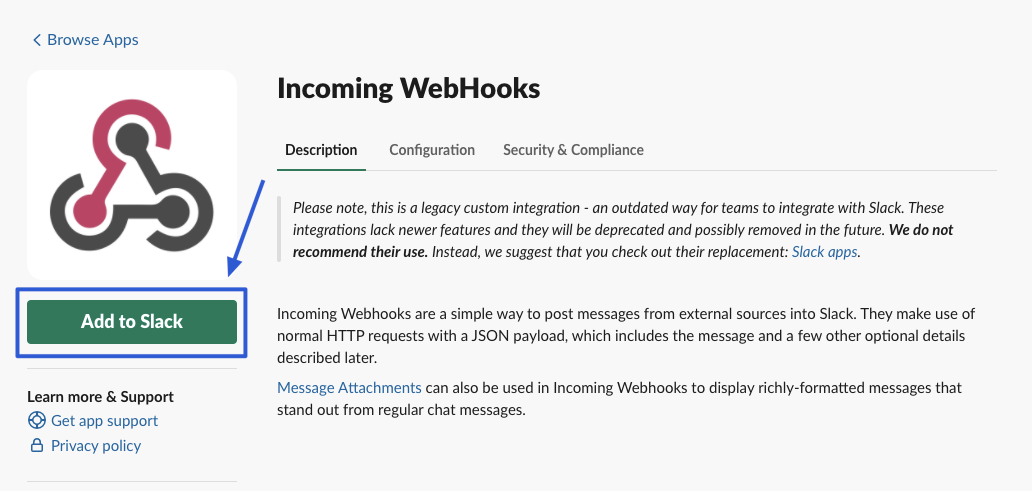 Browse Apps
Incoming WebHooks
Description
Configuration
Security & Compliance
Please note, this is a legacy custom integration - an outdated way for teams to integrate with Slack. These
integrations lack newer features and they will be deprecated and possibly removed in the future. We do not
recommend their use. Instead, we suggest that you check out their replacement: Slack apps.
Add to Slack
Incoming Webhooks are a simple way to post messages from external sources into Slack. They make use of
normal HTTP requests with a JSON payload, which includes the message and a few other optional details
described later.
Message Attachments can also be used in Incoming Webhooks to display richly-formatted messages that
stand out from regular chat messages.
Learn more & Support
Get app support
Privacy policy